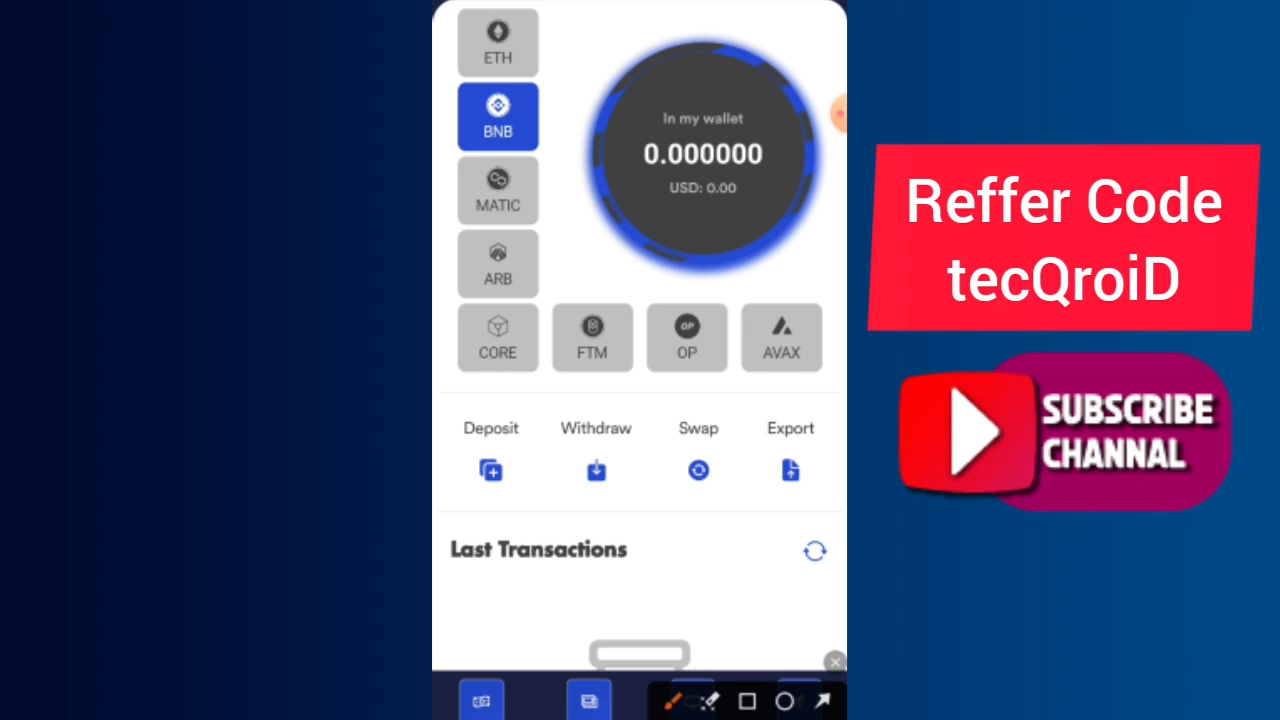 ETH
BNB
MATIC
ARB
CORE
FTM
OP
OP
AVAX
In my wallet
0.000000
USD: 0.00
Deposit
Withdraw
Swap
Export
Last Transactions
Reffer Code
tecQroiD
SUBSCRIBE
CHANNAL